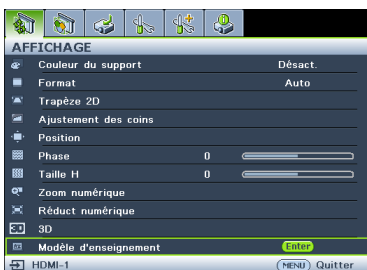 AFFICHAGE
Couleur du support Désact.
Format Auto
Trapèze 2D
Ajustement des coins
Position
Phase 0
Taille H 0
Zoom numérique
Réduct numérique
3D
Modèle d'enseignement Enter
HDMI-1 MENU Quitter